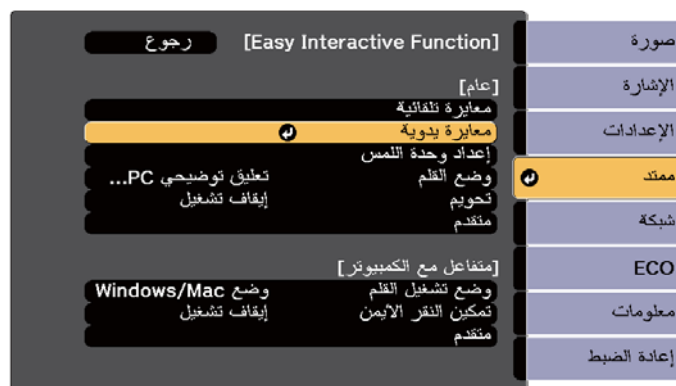 صورة
الإشارة
الإعدادات
ممتد
شبكة
ECO
معلومات
إعادة الضبط
[Easy Interactive Function] رجوع
[عام]
معايرة تلقائية
معايرة يدوية
إعداد وحدة اللمس
وضع القلم تعليق توضيحي PC...
تحويم إيقاف تشغيل
متقدم
[متفاعل مع الكمبيوتر]
وضع تشغيل القلم وضع Windows/Mac
تمكين النقر الأيمن إيقاف تشغيل
متقدم